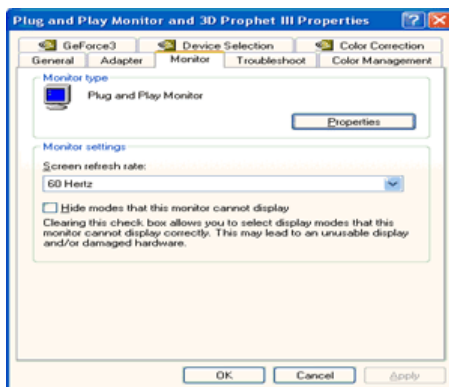 Plug and Play Monitor and 3D Prophet III Properties
GeForce3 Device Selection Color Correction
General Adapter Monitor Troubleshoot Color Management
Monitor type
Plug and Play Monitor
Properties
Monitor settings
Screen refresh rate:
60 Hertz
Hide modes that this monitor cannot display
Clearing this check box allows you to select display modes that this
monitor cannot display correctly. This may lead to an unusable display
and/or damaged hardware.
OK Cancel Apply